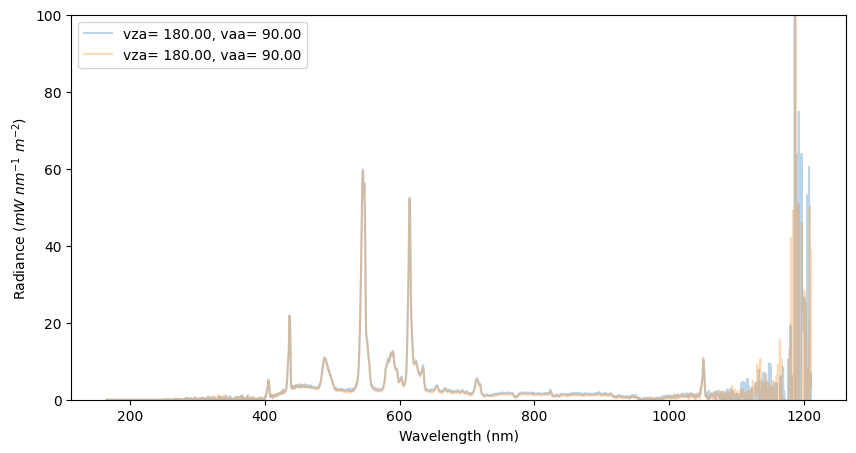 100
80
60
40
20
0
Radiance (mW nm⁻¹ m⁻²)
vza= 180.00, vaa= 90.00
vza= 180.00, vaa= 90.00
200 400 600 800 1000 1200
Wavelength (nm)